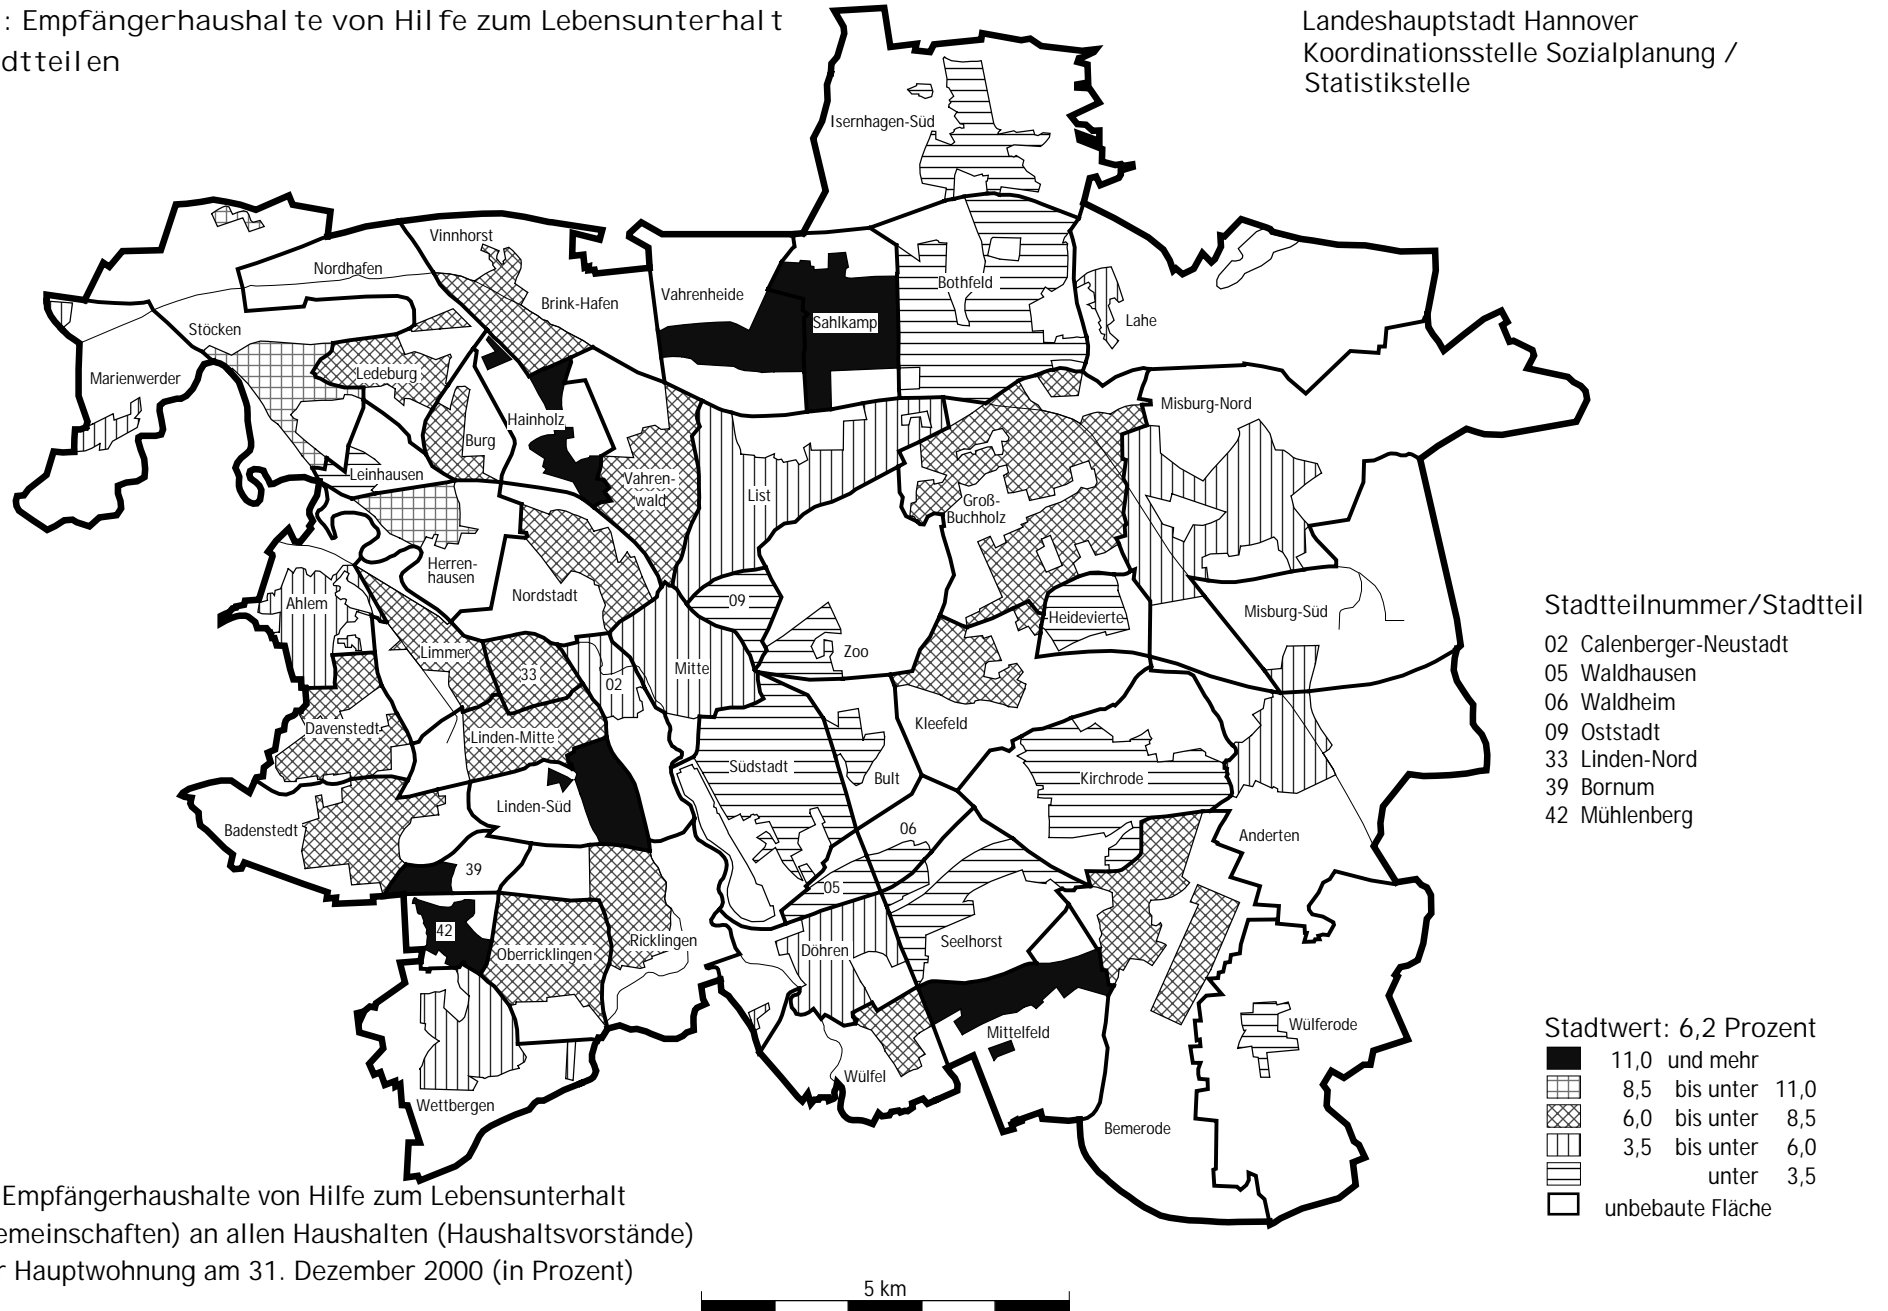 : Empfängerhaushalte von Hilfe zum Lebensunterhalt
dtteilen
Landeshauptstadt Hannover
Koordinationsstelle Sozialplanung /
Statistikstelle
Isernhagen-Süd
Vinnhorst
Nordhafen
Brink-Hafen
Vahrenheide
Sahlkamp
Bothfeld
Lahe
Stöcken
Marienwerder
Ledeburg
Hainholz
Burg
Leinhausen
Vahren-
wald
List
Groß-
Buchholz
Misburg-Nord
Herren-
hausen
Nordstadt
Ahlem
09
Heidevierte
Misburg-Süd
Limmer
33
02
Mitte
Zoo
Davenstedt
Linden-Mitte
Kleefeld
Südstadt
Bult
Kirchrode
Linden-Süd
Badenstedt
39
06
Anderten
05
42
Oberricklingen
Ricklingen
Döhren
Seelhorst
Mittelfeld
Wülferode
Wettbergen
Wülfel
Bemerode
Stadtteilnummer/Stadtteil
02 Calenberger-Neustadt
05 Waldhausen
06 Waldheim
09 Oststadt
33 Linden-Nord
39 Bornum
42 Mühlenberg
Stadtwert: 6,2 Prozent
11,0 und mehr
8,5 bis unter 11,0
6,0 bis unter 8,5
3,5 bis unter 6,0
unter 3,5
unbebaute Fläche
Empfängerhaushalte von Hilfe zum Lebensunterhalt
emeinschaften) an allen Haushalten (Haushaltsvorstände)
r Hauptwohnung am 31. Dezember 2000 (in Prozent)
5 km